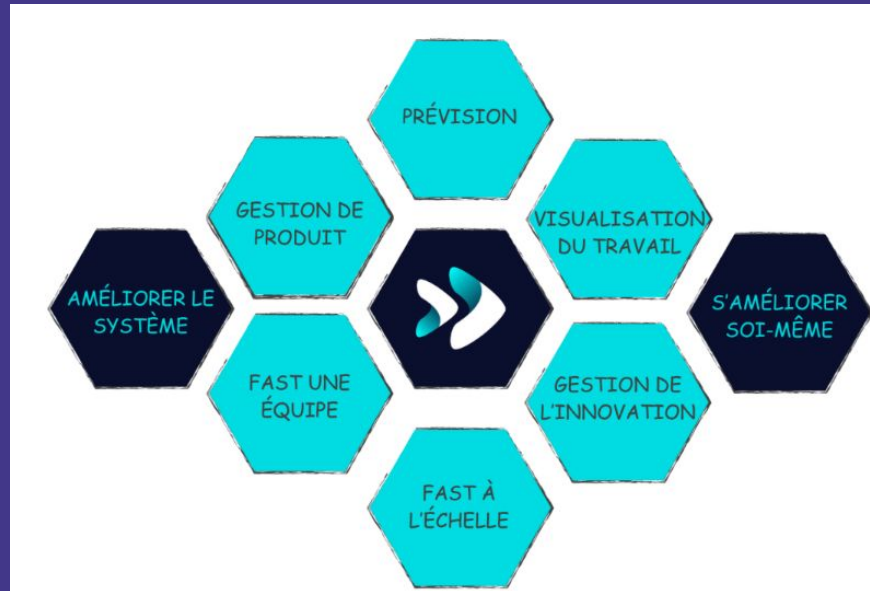 PRÉVISION
GESTION DE
PRODUIT
VISUALISATION
DU TRAVAIL
AMÉLIORER LE
SYSTÈME
S'AMÉLIORER
SOI-MÊME
FAST UNE
ÉQUIPE
GESTION DE
L'INNOVATION
FAST À
L'ÉCHELLE